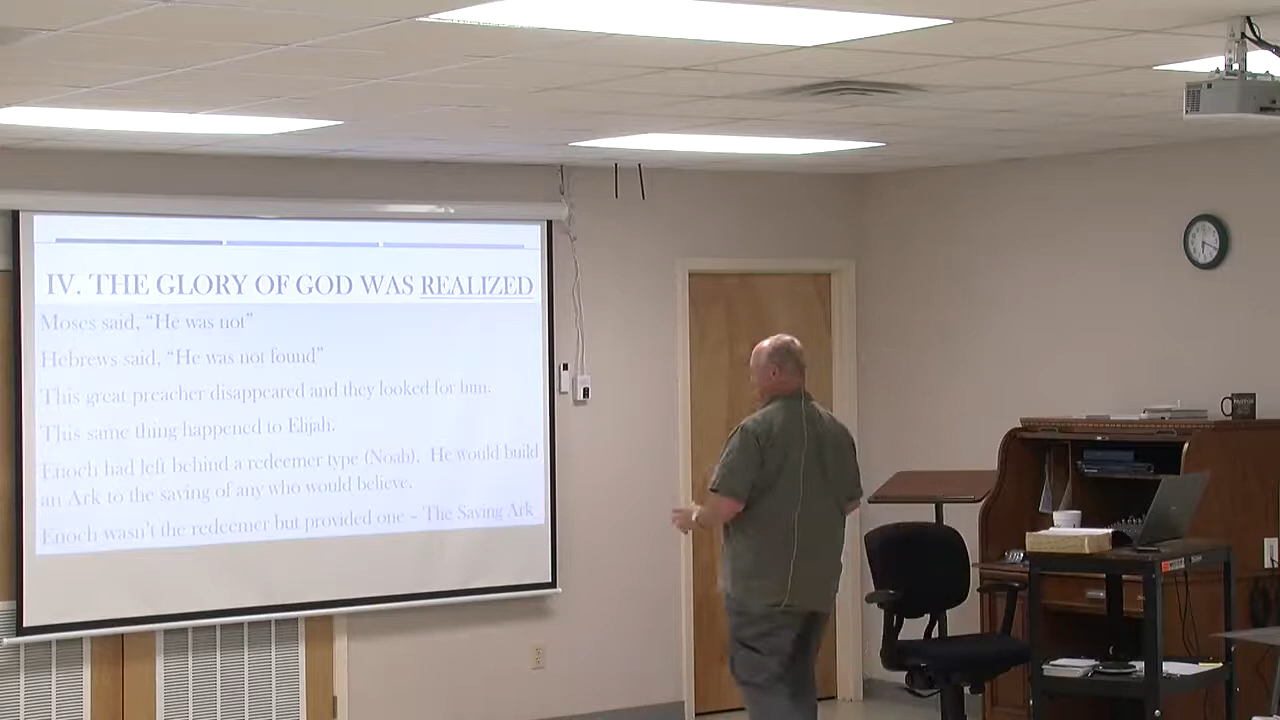 IV. THE GLORY OF GOD WAS REALIZED
Moses said, “He was not”
Hebrews said, “He was not found”
This great preacher disappeared and they looked for him.
This same thing happened to Elijah.
Enoch had left behind a redeemer type (Noah). He would build
an Ark to the saving of any who would believe.
Enoch wasn't the redeemer but provided one – The Saving Ark